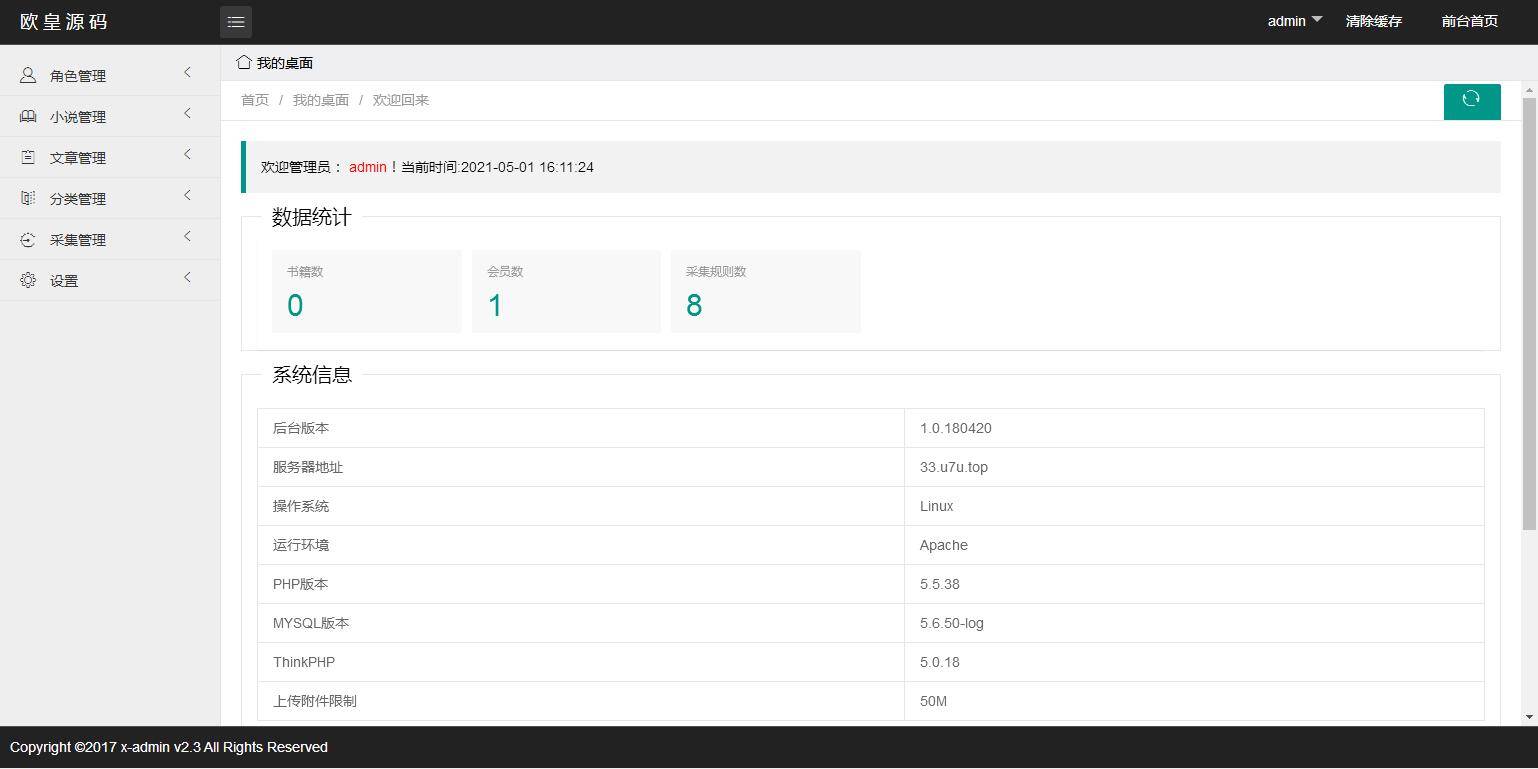 欧皇源码
admin 清除缓存 前台首页
角色管理
小说管理
文章管理
分类管理
采集管理
设置
我的桌面
首页 / 我的桌面 / 欢迎回来
欢迎管理员： admin！当前时间:2021-05-01 16:11:24
数据统计
书籍数 会员数 采集规则数
0 1 8
系统信息
后台版本 1.0.180420
服务器地址 33.u7u.top
操作系统 Linux
运行环境 Apache
PHP版本 5.5.38
MYSQL版本 5.6.50-log
ThinkPHP 5.0.18
上传附件限制 50M
Copyright ©2017 x-admin v2.3 All Rights Reserved